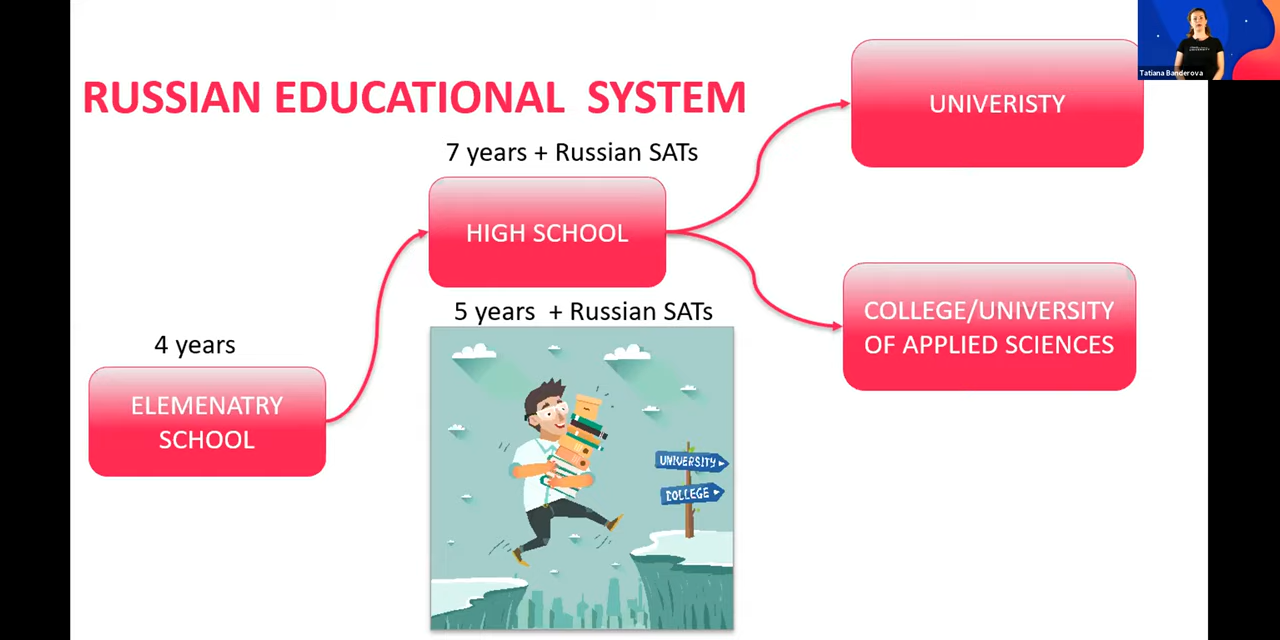 RUSSIAN EDUCATIONAL SYSTEM
7 years + Russian SATs
HIGH SCHOOL
5 years + Russian SATs
4 years
ELEMENATRY
SCHOOL
UNIVERISTY
COLLEGE/UNIVERSITY
OF APPLIED SCIENCES
UNIVERSITY
COLLEGE
Tatiana Banderova